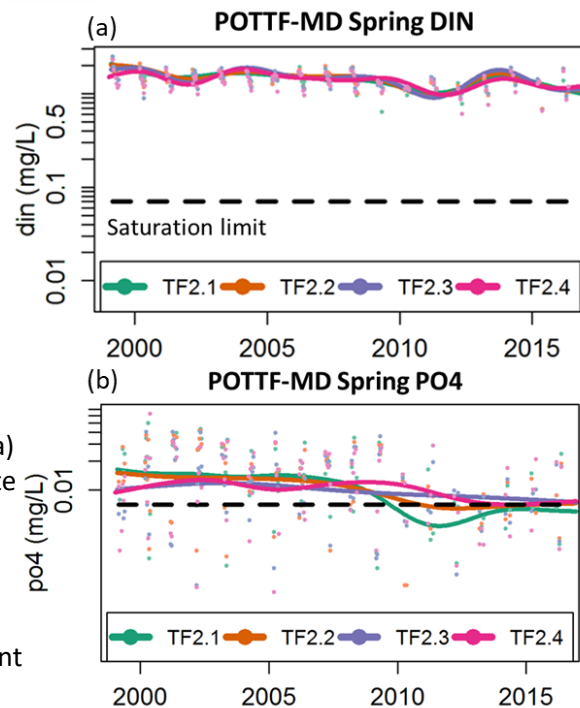 (a)
POTTF-MD Spring DIN
din (mg/L)
0.5
0.1
0.01
Saturation limit
TF2.1 TF2.2 TF2.3 TF2.4
2000 2005 2010 2015
(b)
POTTF-MD Spring PO4
a)
te
nt
po4 (mg/L)
0.01
TF2.1 TF2.2 TF2.3 TF2.4
2000 2005 2010 2015